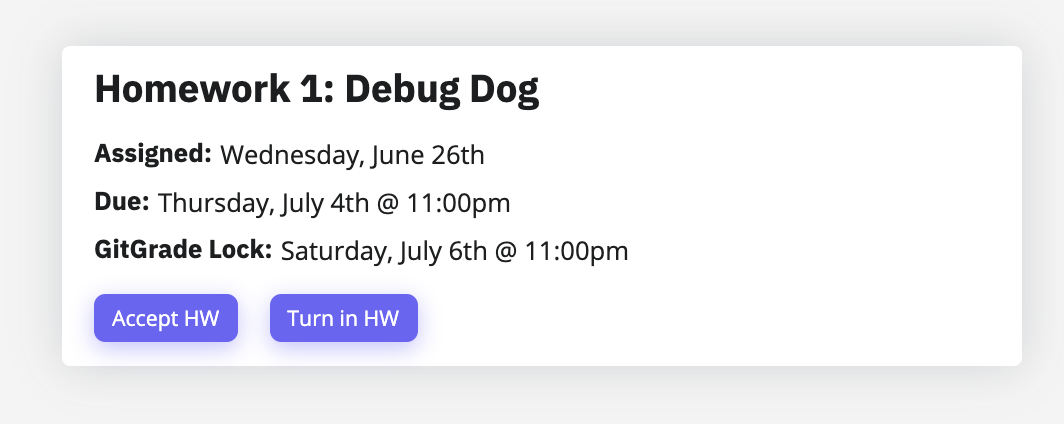 Homework 1: Debug Dog
Assigned: Wednesday, June 26th
Due: Thursday, July 4th @ 11:00pm
GitGrade Lock: Saturday, July 6th @ 11:00pm
Accept HW Turn in HW